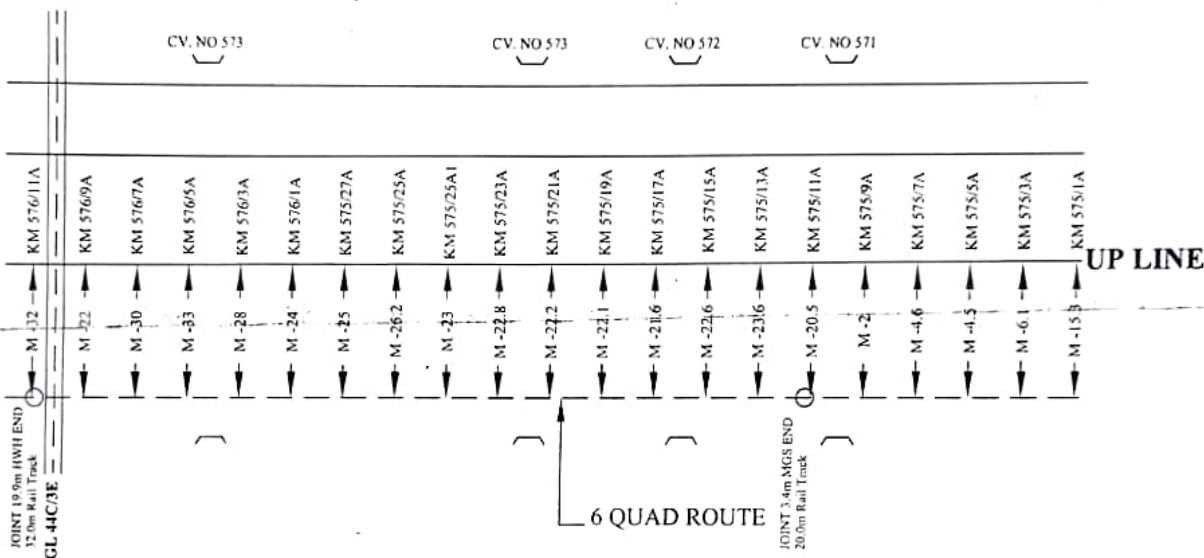 CV. NO 573
CV. NO 573
CV. NO 572
CV. NO 571
KM 576/11A
KM 576/9A
KM 576/7A
KM 576/5A
KM 576/3A
KM 576/1A
KM 575/27A
KM 575/25A
KM 575/25A1
KM 575/23A
KM 575/21A
KM 575/19A
KM 575/17A
KM 575/15A
KM 575/13A
KM 575/11A
KM 575/9A
KM 575/7A
KM 575/5A
KM 575/3A
KM 575/1A
UP LINE
M -32
M -22
M -30
M -33
M -28
M -24
M -25
M -26.2
M -23
M -22.8
M -22.2
M -22.1
M -21.6
M -22.6
M -23.6
M -20.5
M -2
M -4.6
M -4.5
M -6.1
M -15.3
JOINT 19.9m HWH END
32.0m Rail Track
GL 44C/3E
6 QUAD ROUTE
JOINT 3.4m MGS END
20.0m Rail Track